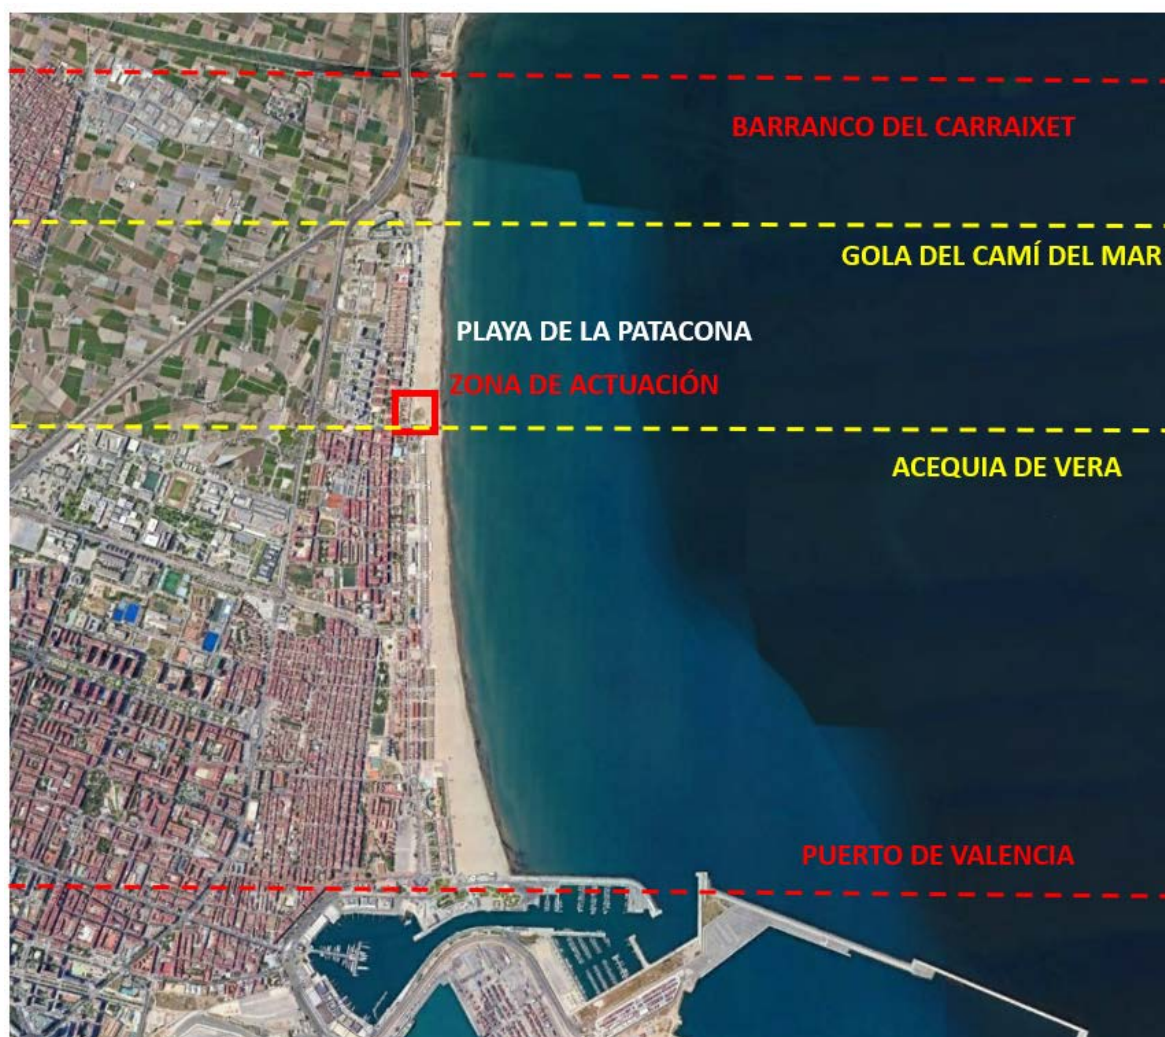 BARRANCO DEL CARRAIXET
GOLA DEL CAMÍ DEL MAR
PLAYA DE LA PATACONA
ZONA DE ACTUACIÓN
ACEQUIA DE VERA
PUERTO DE VALENCIA